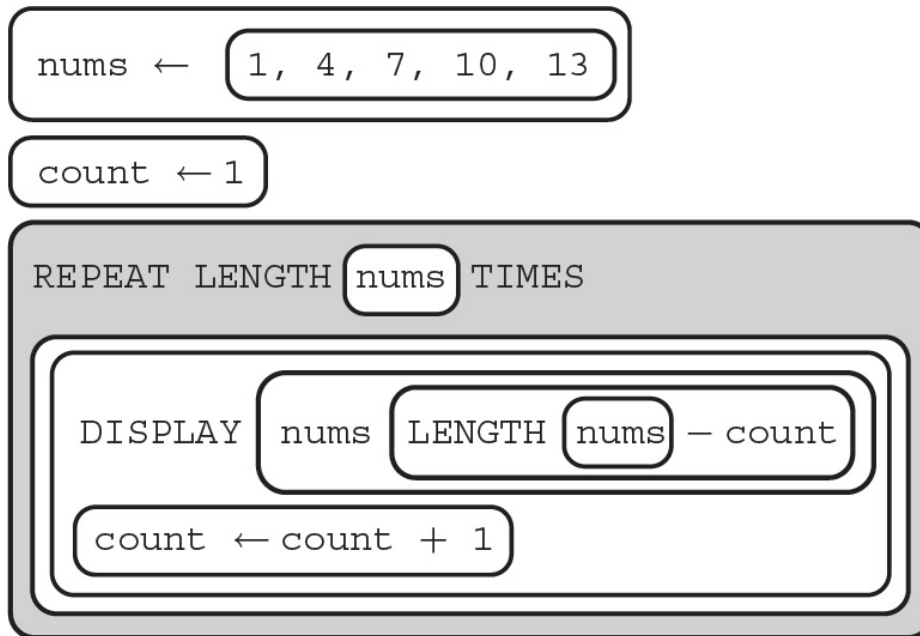 nums ← 1, 4, 7, 10, 13
count ← 1
REPEAT LENGTH nums TIMES
DISPLAY nums LENGTH nums − count
count ← count + 1